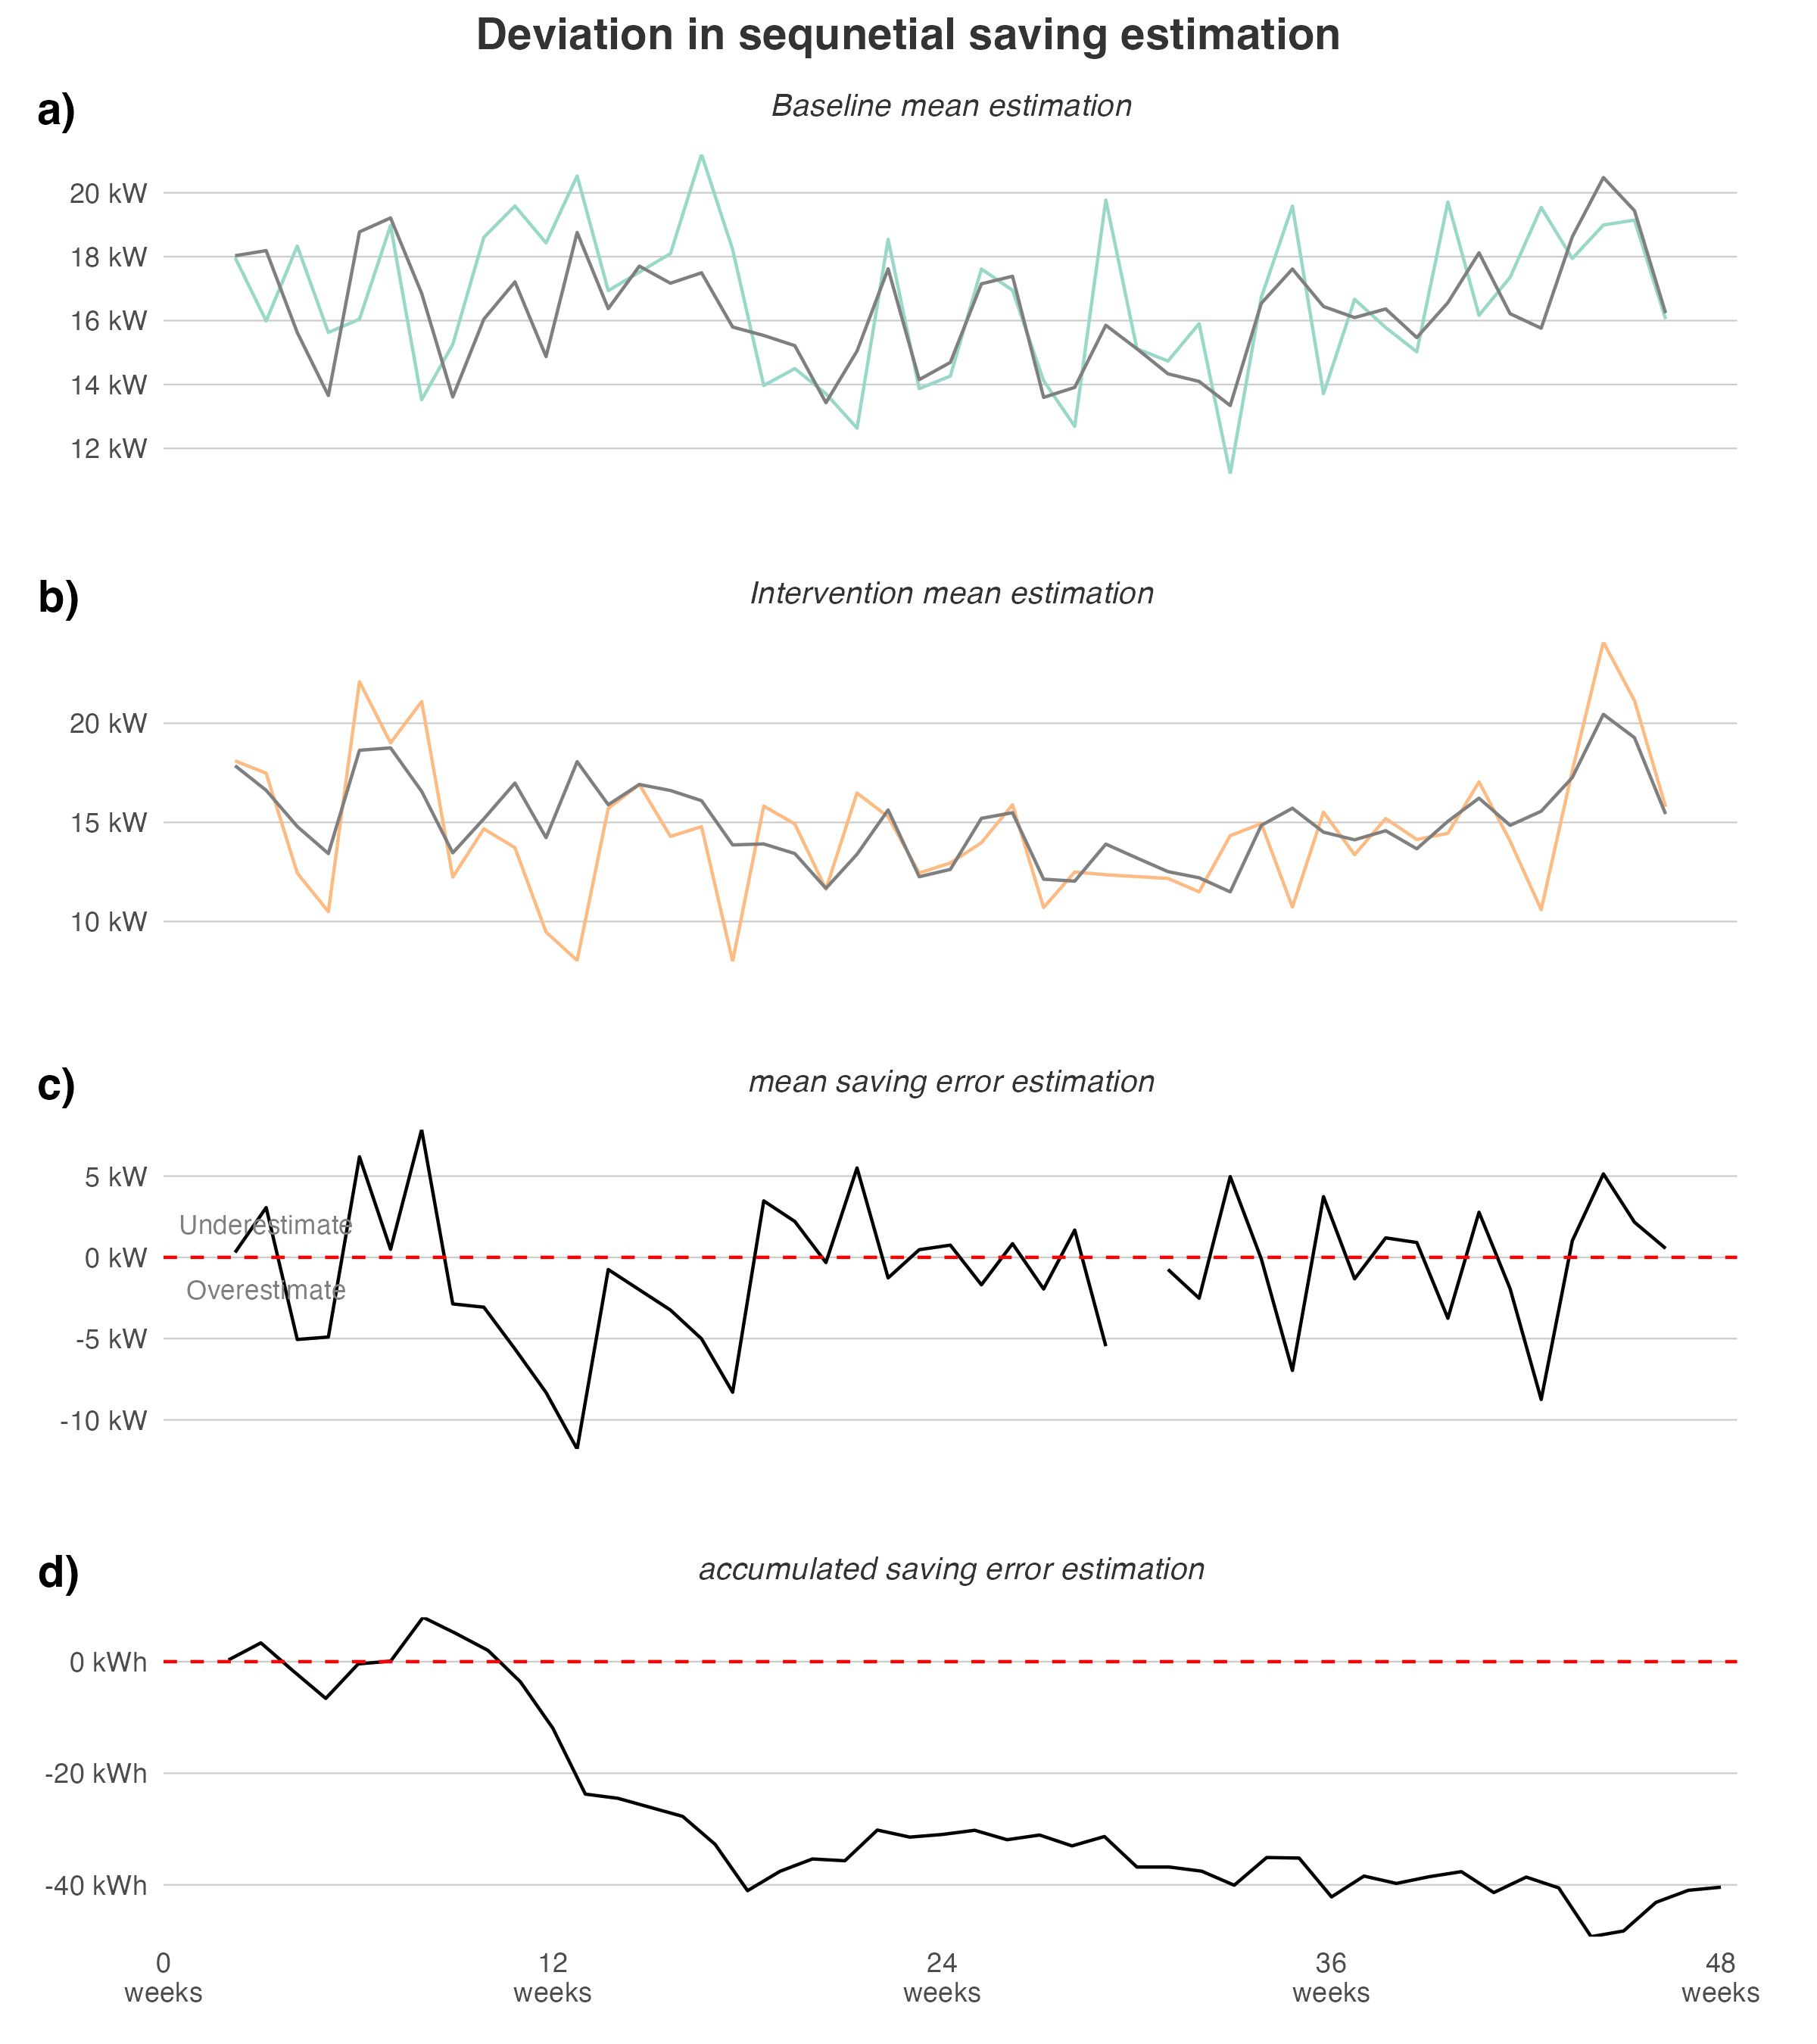 Deviation in sequnetial saving estimation
a)
Baseline mean estimation
20 kW
18 kW
16 kW
14 kW
12 kW
b)
Intervention mean estimation
20 kW
15 kW
10 kW
c)
mean saving error estimation
5 kW
Underestimate
0 kW
Overestimate
-5 kW
-10 kW
d)
accumulated saving error estimation
0 kWh
-20 kWh
-40 kWh
0 12 24 36 48
weeks weeks weeks weeks weeks